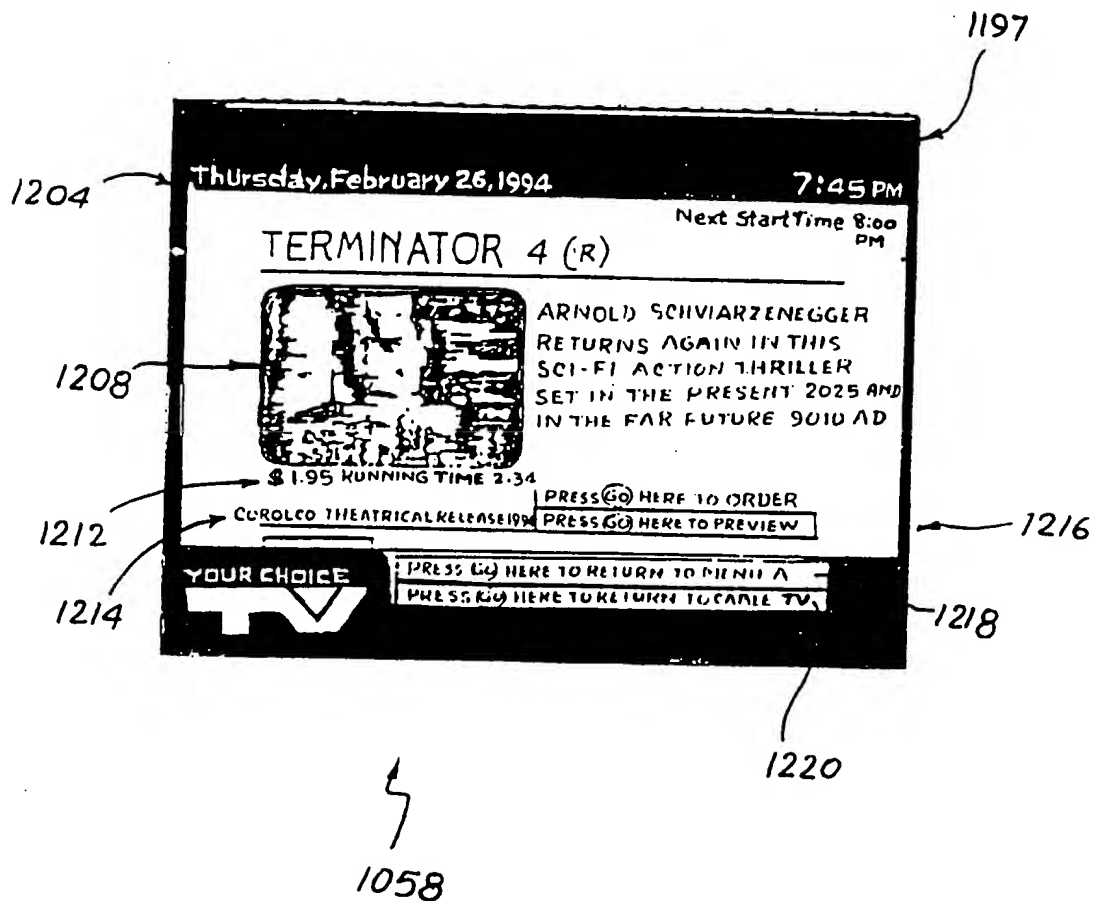 1197
1204
Thursday, February 26, 1994 7:45 PM
Next Start Time 8:00 PM
TERMINATOR 4 (R)
1208
ARNOLD SCHVIARZENEGGER
RETURNS AGAIN IN THIS
SCI-FI ACTION THRILLER
SET IN THE PRESENT 2025 AND
IN THE FAR FUTURE 9010 AD
$1.95 RUNNING TIME 2:34
1212
PRESS GO HERE TO ORDER
COROLCO THEATRICAL RELEASE 1994
PRESS GO HERE TO PREVIEW
1216
1214
YOUR CHOICE
TV
PRESS GO HERE TO RETURN TO MENU A
PRESS GO HERE TO RETURN TO CABLE TV
1218
1220
1058